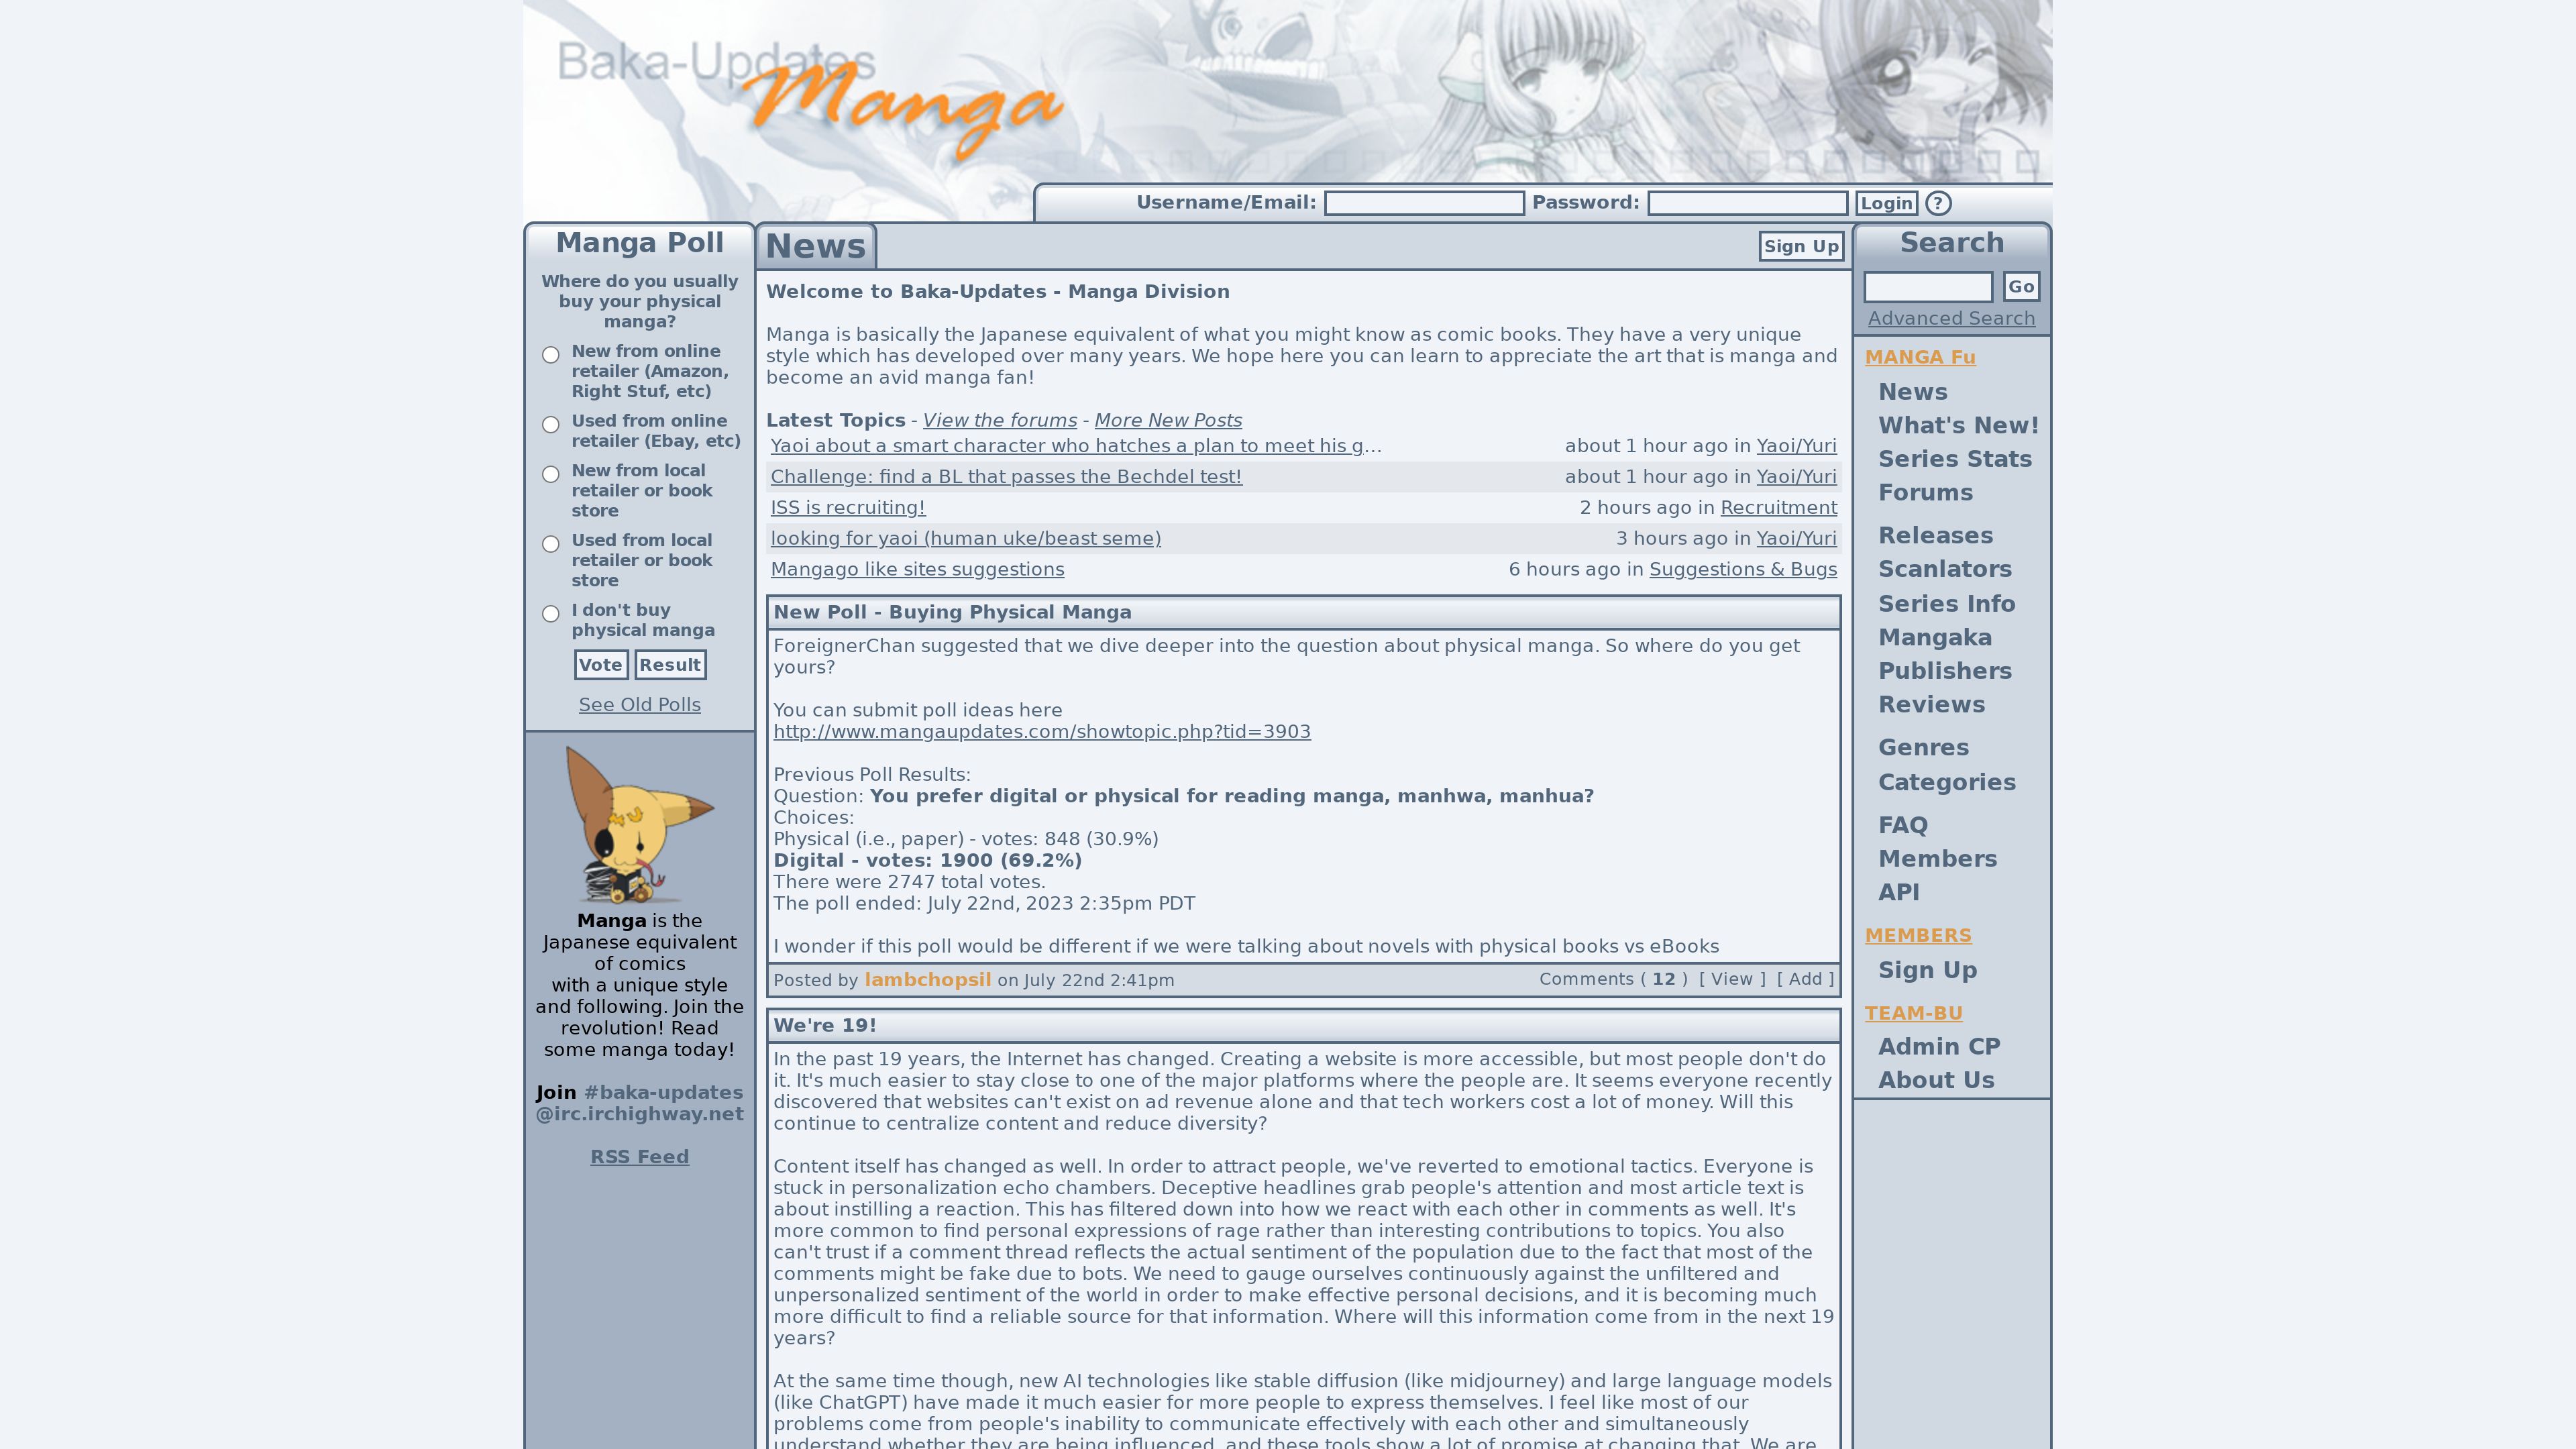 Baka-Updates
Manga
Username/Email:
Password:
Login
?
Manga Poll
Where do you usually
buy your physical
manga?
New from online
retailer (Amazon,
Right Stuf, etc)
Used from online
retailer (Ebay, etc)
New from local
retailer or book
store
Used from local
retailer or book
store
I don't buy
physical manga
Vote Result
See Old Polls
Manga is the
Japanese equivalent
of comics
with a unique style
and following. Join the
revolution! Read
some manga today!
Join #baka-updates
@irc.irchighway.net
RSS Feed
News
Sign Up
Welcome to Baka-Updates - Manga Division
Manga is basically the Japanese equivalent of what you might know as comic books. They have a very unique
style which has developed over many years. We hope here you can learn to appreciate the art that is manga and
become an avid manga fan!
Latest Topics - View the forums - More New Posts
Yaoi about a smart character who hatches a plan to meet his g... about 1 hour ago in Yaoi/Yuri
Challenge: find a BL that passes the Bechdel test! about 1 hour ago in Yaoi/Yuri
ISS is recruiting! 2 hours ago in Recruitment
looking for yaoi (human uke/beast seme) 3 hours ago in Yaoi/Yuri
Mangago like sites suggestions 6 hours ago in Suggestions & Bugs
New Poll - Buying Physical Manga
ForeignerChan suggested that we dive deeper into the question about physical manga. So where do you get
yours?
You can submit poll ideas here
http://www.mangaupdates.com/showtopic.php?tid=3903
Previous Poll Results:
Question: You prefer digital or physical for reading manga, manhwa, manhua?
Choices:
Physical (i.e., paper) - votes: 848 (30.9%)
Digital - votes: 1900 (69.2%)
There were 2747 total votes.
The poll ended: July 22nd, 2023 2:35pm PDT
I wonder if this poll would be different if we were talking about novels with physical books vs eBooks
Posted by lambchopsil on July 22nd 2:41pm Comments ( 12 ) [ View ] [ Add ]
We're 19!
In the past 19 years, the Internet has changed. Creating a website is more accessible, but most people don't do
it. It's much easier to stay close to one of the major platforms where the people are. It seems everyone recently
discovered that websites can't exist on ad revenue alone and that tech workers cost a lot of money. Will this
continue to centralize content and reduce diversity?
Content itself has changed as well. In order to attract people, we've reverted to emotional tactics. Everyone is
stuck in personalization echo chambers. Deceptive headlines grab people's attention and most article text is
about instilling a reaction. This has filtered down into how we react with each other in comments as well. It's
more common to find personal expressions of rage rather than interesting contributions to topics. You also
can't trust if a comment thread reflects the actual sentiment of the population due to the fact that most of the
comments might be fake due to bots. We need to gauge ourselves continuously against the unfiltered and
unpersonalized sentiment of the world in order to make effective personal decisions, and it is becoming much
more difficult to find a reliable source for that information. Where will this information come from in the next 19
years?
At the same time though, new AI technologies like stable diffusion (like midjourney) and large language models
(like ChatGPT) have made it much easier for more people to express themselves. I feel like most of our
problems come from people's inability to communicate effectively with each other and simultaneously
understand whether they are being influenced, and these tools show a lot of promise at changing that. We are
Search
Go
Advanced Search
MANGA Fu
News
What's New!
Series Stats
Forums
Releases
Scanlators
Series Info
Mangaka
Publishers
Reviews
Genres
Categories
FAQ
Members
API
MEMBERS
Sign Up
TEAM-BU
Admin CP
About Us